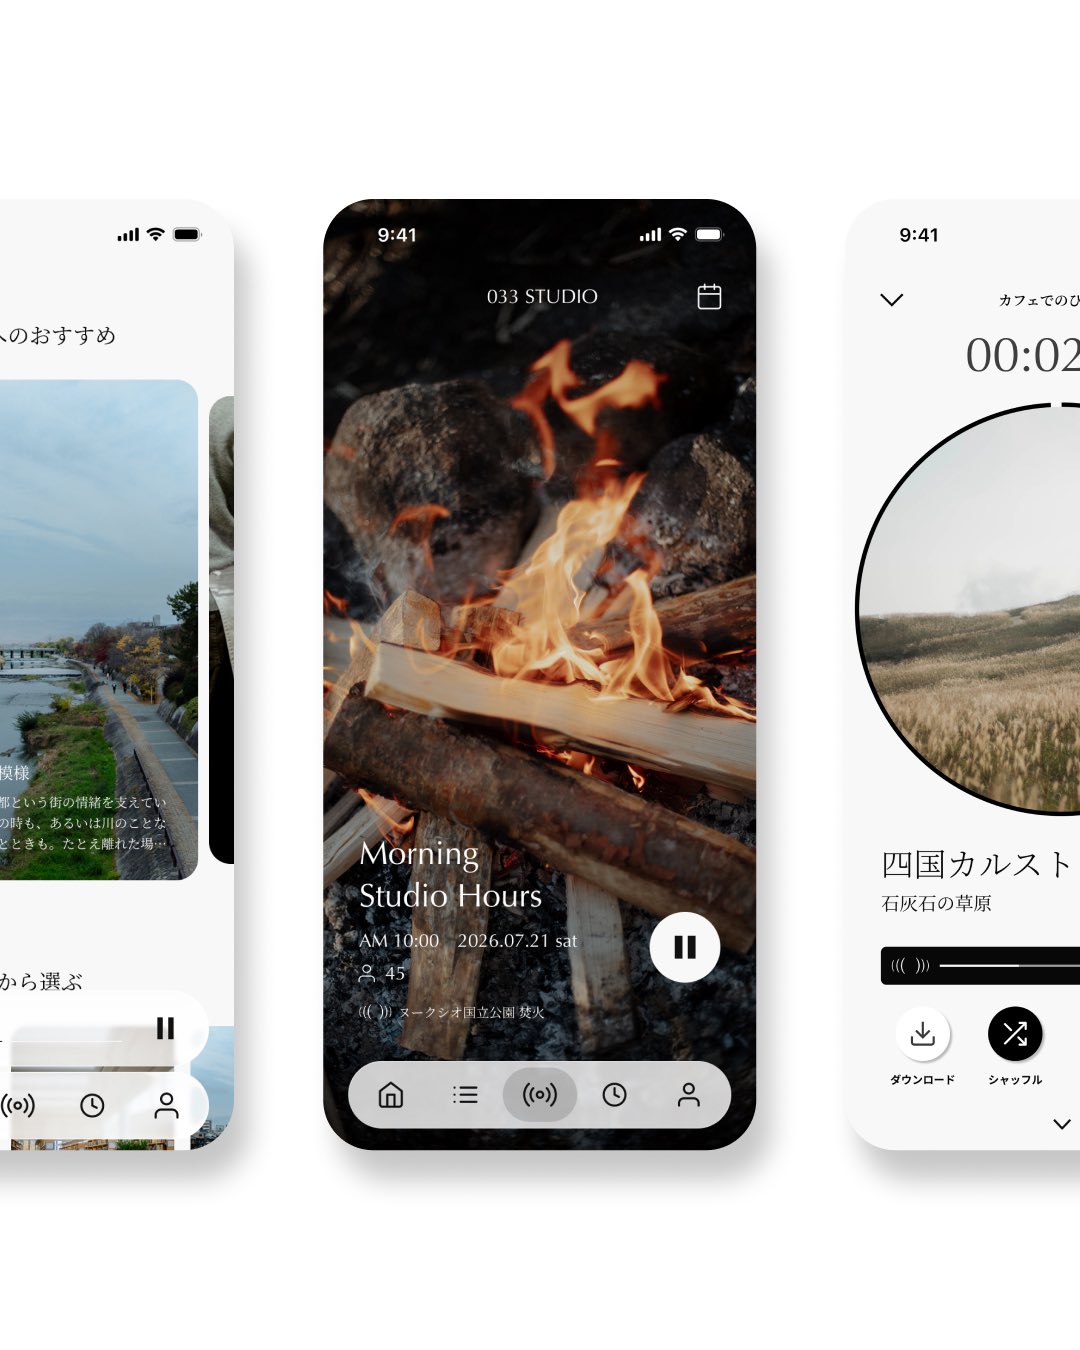 へのおすすめ
模様
都という街の情緒を支えてい
の時も、あるいは川のことな
とときも。たとえ離れた場…
から選ぶ
9:41
033 STUDIO
Morning
Studio Hours
AM 10:00 2026.07.21 sat
45
ヌークシオ国立公園 焚火
9:41
カフェでのひ
00:02
四国カルスト
石灰石の草原
ダウンロード
シャッフル